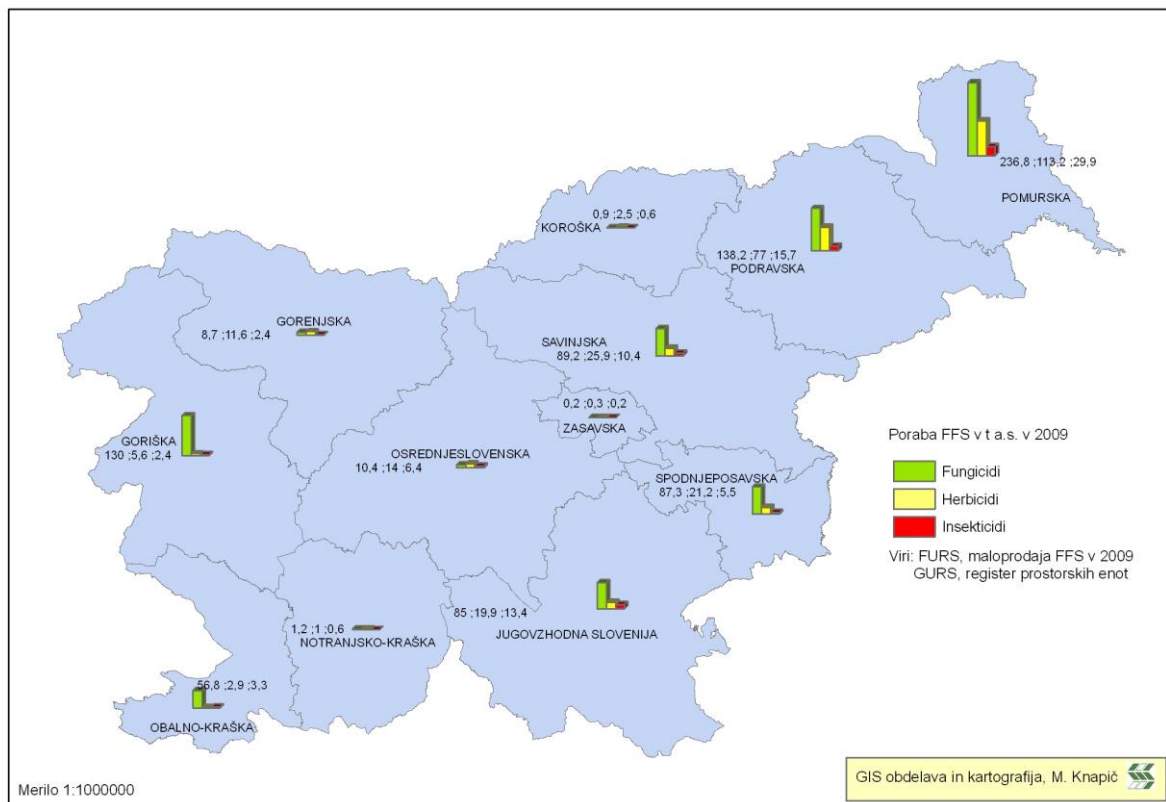 236,8 ;113,2 ;29,9
POMURSKA
0,9 ;2,5 ;0,6
KOROŠKA
138,2 ;77 ;15,7
PODRAVSKA
GORENJSKA
8,7 ;11,6 ;2,4
SAVINJSKA
89,2 ;25,9 ;10,4
0,2 ;0,3 ;0,2
ZASAVSKA
GORIŠKA
130 ;5,6 ;2,4
OSREDNJESLOVENSKA
10,4 ;14 ;6,4
SPODNJEPOSAVSKA
87,3 ;21,2 ;5,5
85 ;19,9 ;13,4
JUGOVZHODNA SLOVENIJA
1,2 ;1 ;0,6
NOTRANJSKO-KRAŠKA
56,8 ;2,9 ;3,3
OBALNO-KRAŠKA
Poraba FFS v t a.s. v 2009
Fungicidi
Herbicidi
Insekticidi
Viri: FURS, maloprodaja FFS v 2009
GURS, register prostorskih enot
Merilo 1:1000000
GIS obdelava in kartografija, M. Knapič